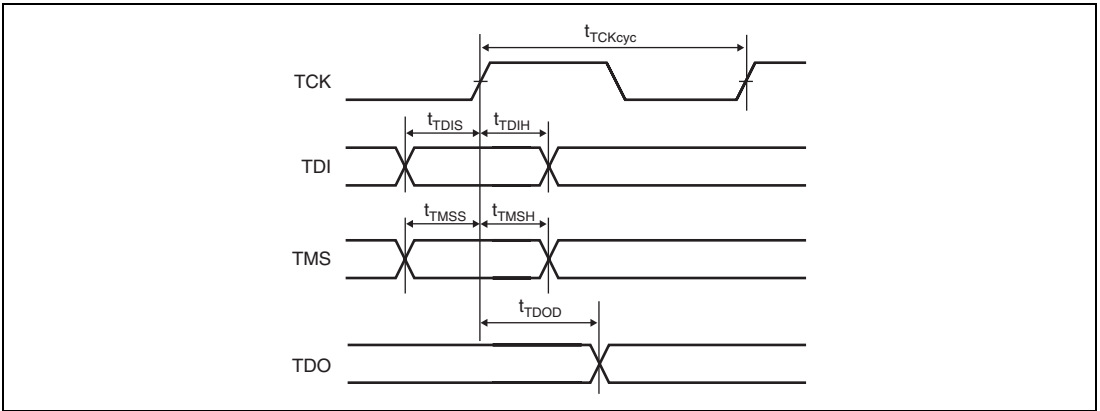 tTCKcyc
TCK
tTDIS tTDIH
TDI
tTMSS tTMSH
TMS
tTDOD
TDO